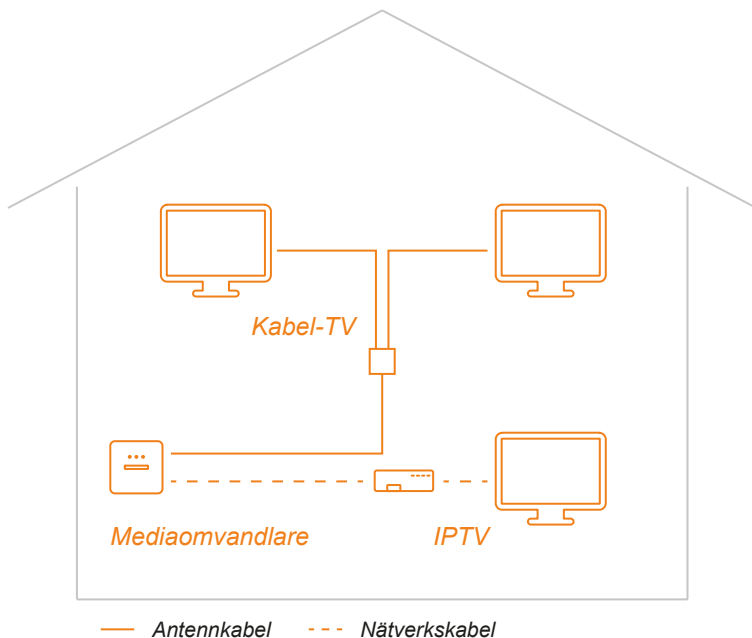 Kabel-TV
Mediaomvandlare
IPTV
Antennkabel
Nätverkskabel